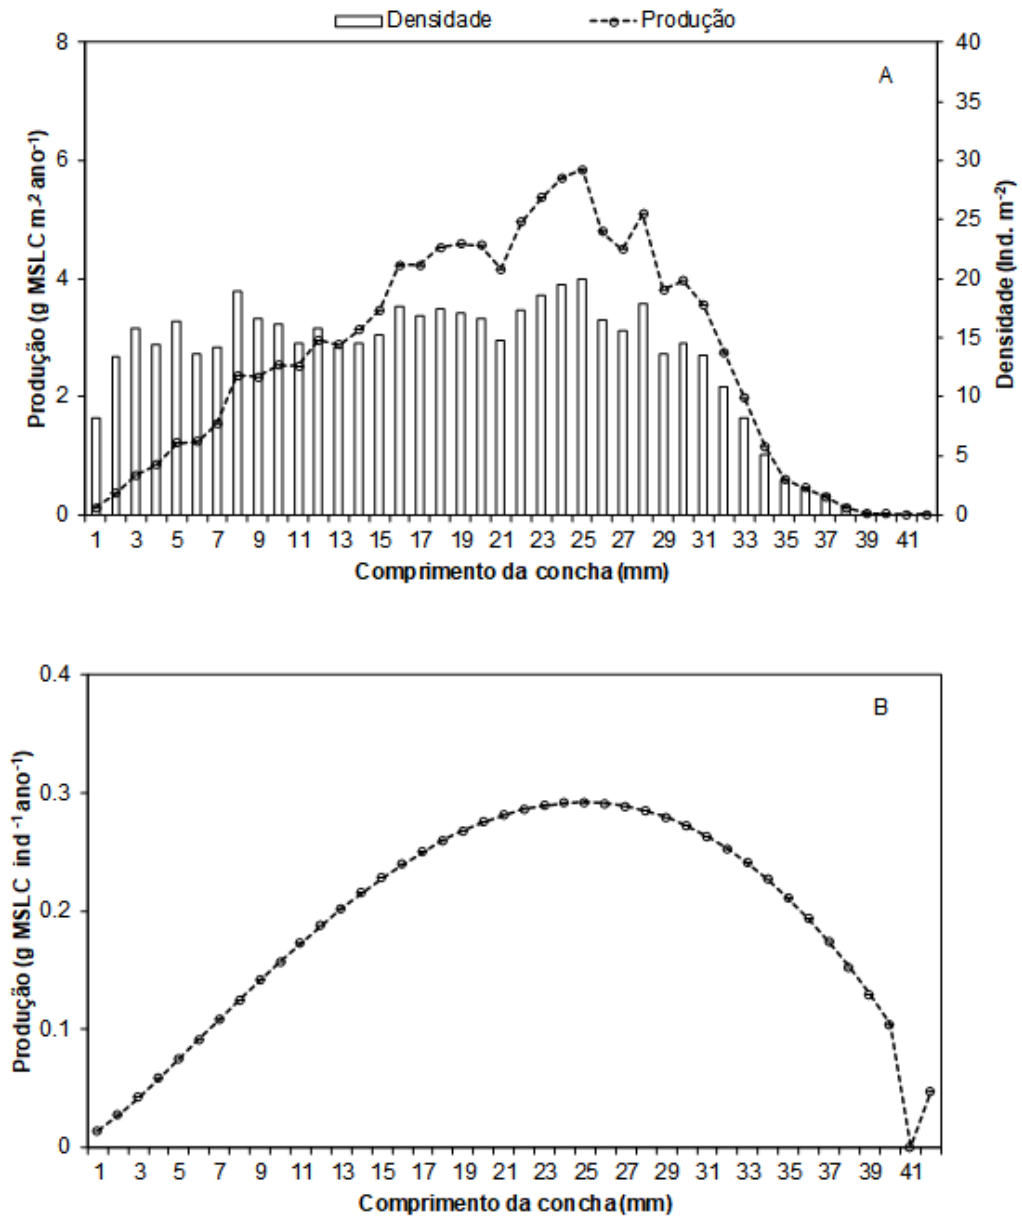 Densidade Produção
A
8
6
4
2
0
40
35
30
25
20
15
10
5
0
Produção (g MSLC m-² ano-¹)
Densidade (Ind. m-²)
1 3 5 7 9 11 13 15 17 19 21 23 25 27 29 31 33 35 37 39 41
Comprimento da concha (mm)
B
0.4
0.3
0.2
0.1
0
Produção (g MSLC ind -¹ ano-¹)
1 3 5 7 9 11 13 15 17 19 21 23 25 27 29 31 33 35 37 39 41
Comprimento da concha (mm)